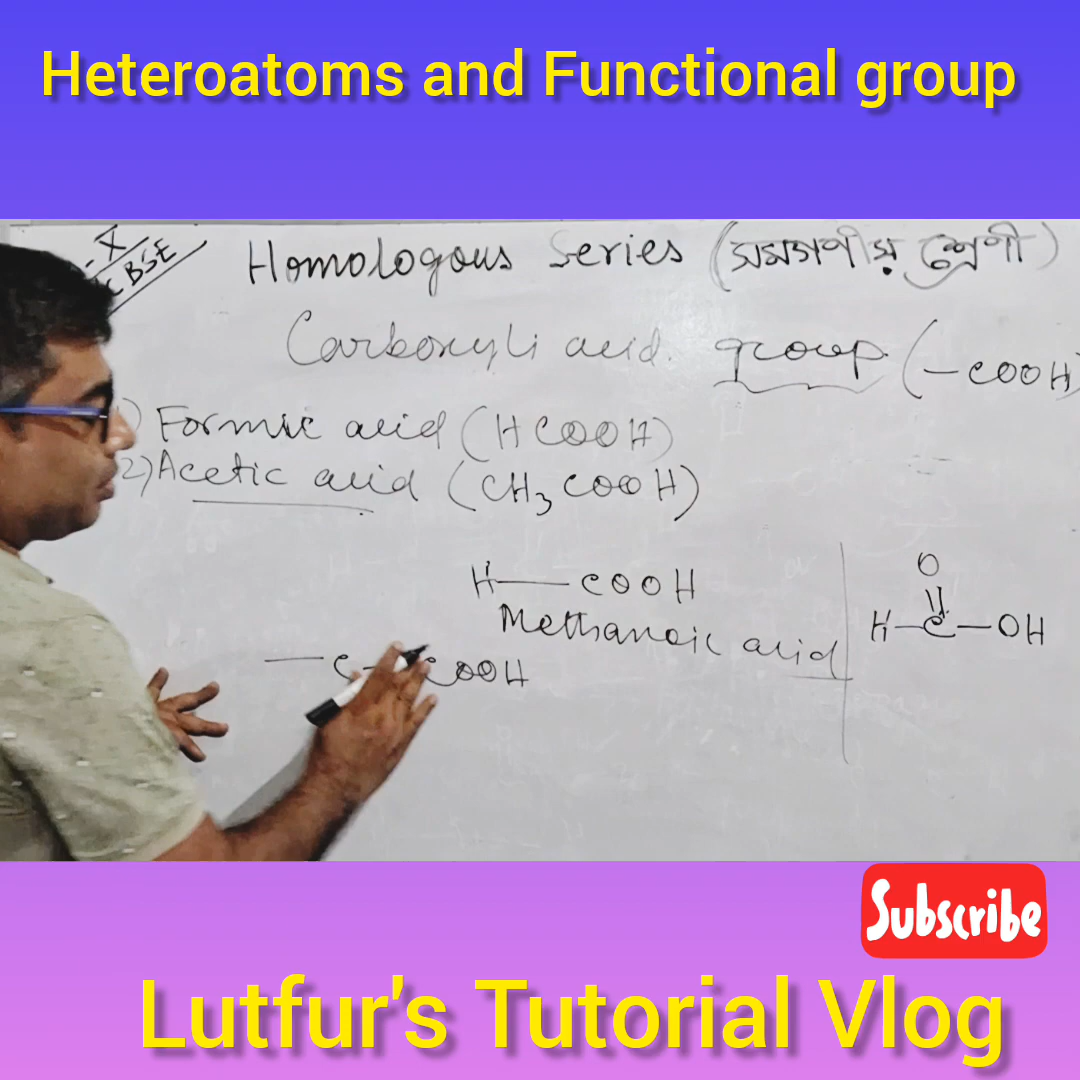 Heteroatoms and Functional group
X
CBSE
Homologous Series (সমগণীয় শ্রেণী)
Carboxyli acid. group (-COOH)
1) Formic acid (HCOOH)
2) Acetic acid (CH₃COOH)
H—COOH
Methanoic acid
—C—COOH
O
||
H—C—OH
Subscribe
Lutfur's Tutorial Vlog